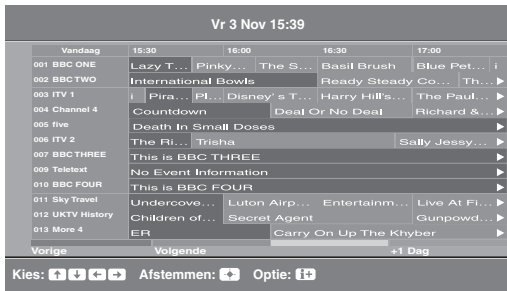 Vr 3 Nov 15:39
Vandaag 15:30 16:00 16:30 17:00
001 BBC ONE Lazy T... Pinky... The S... Basil Brush Blue Pet... i
002 BBC TWO International Bowls Ready Steady Co... Th...
003 ITV 1 i Pira... Pl... Disney's T... Harry Hill's... The Paul...
004 Channel 4 Countdown Deal Or No Deal Richard &...
005 five Death In Small Doses
006 ITV 2 The Ri... Trisha Sally Jessy...
007 BBC THREE This is BBC THREE
009 Teletext No Event Information
010 BBC FOUR This is BBC FOUR
011 Sky Travel Undercove... Luton Airp... Entertainm... Live At Fi...
012 UKTV History Children of... Secret Agent Gunpowd...
013 More 4 ER Carry On Up The Khyber
Vorige Volgende +1 Dag
Kies: Afstemmen: Optie: i+